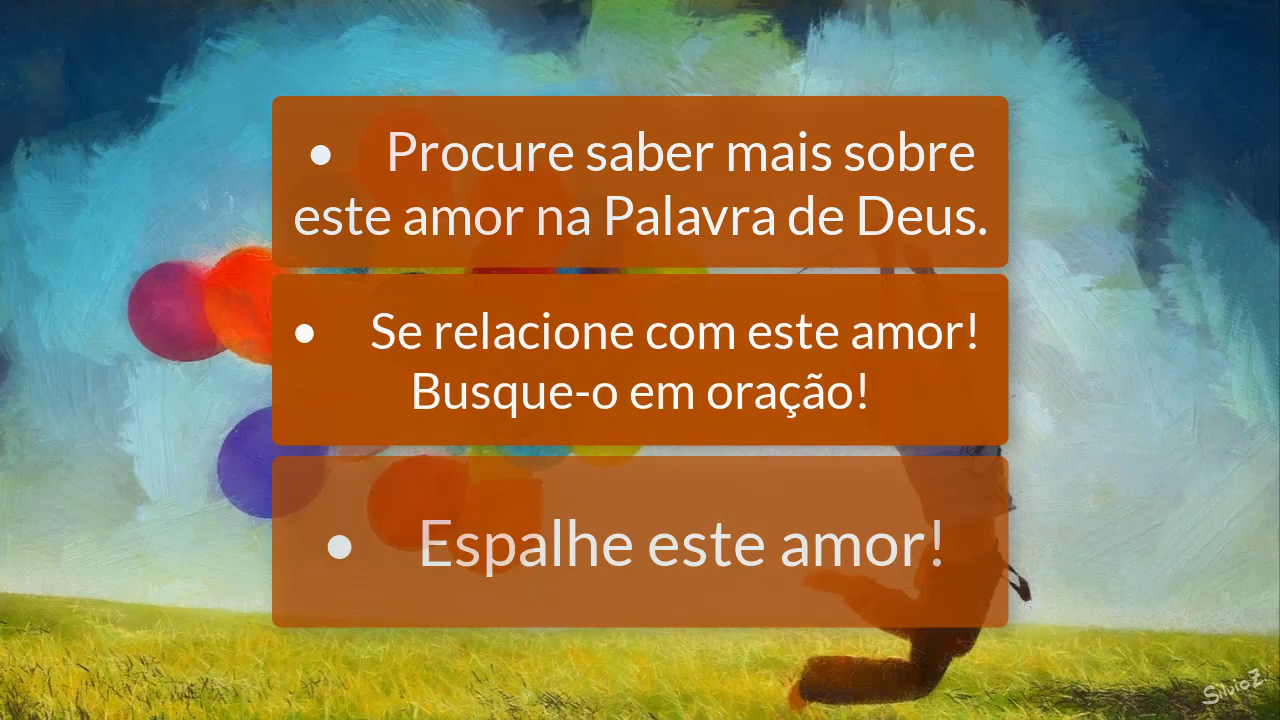 • Procure saber mais sobre
este amor na Palavra de Deus.
• Se relacione com este amor!
Busque-o em oração!
• Espalhe este amor!
SilvioZ.